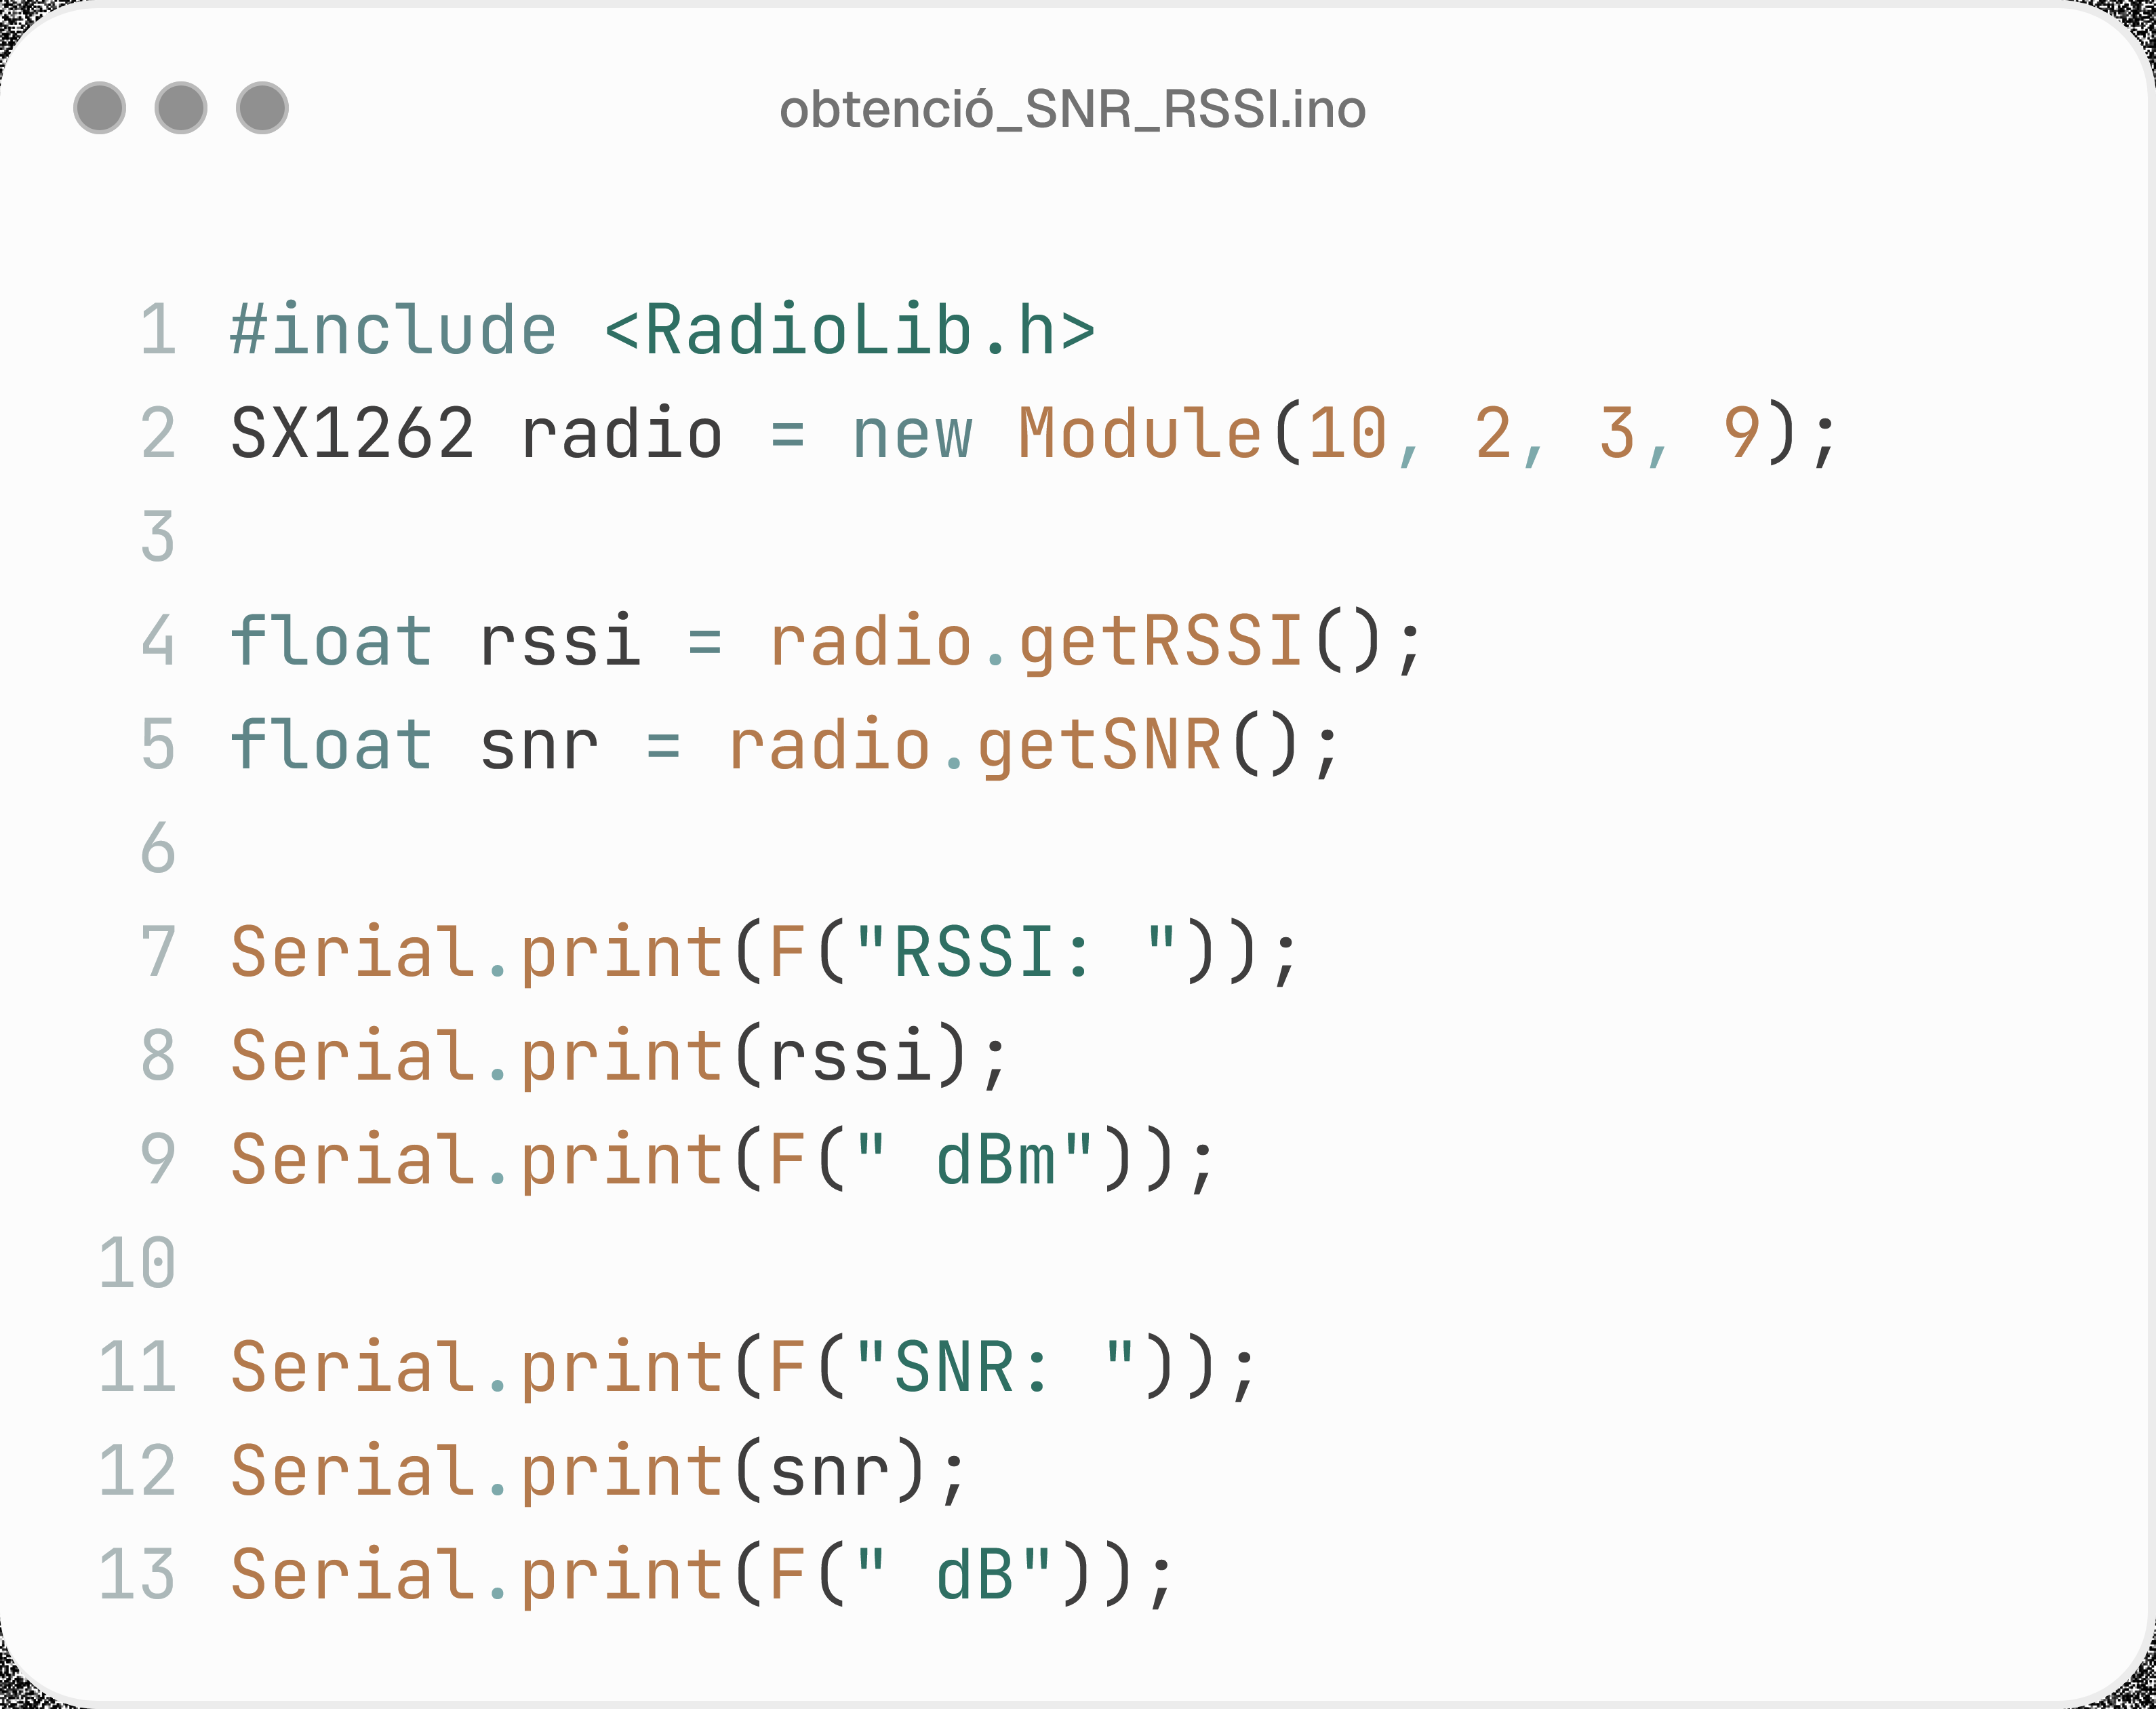 obtenció_SNR_RSSI.ino
1 #include <RadioLib.h>
2 SX1262 radio = new Module(10, 2, 3, 9);
3
4 float rssi = radio.getRSSI();
5 float snr = radio.getSNR();
6
7 Serial.print(F("RSSI: "));
8 Serial.print(rssi);
9 Serial.print(F(" dBm"));
10
11 Serial.print(F("SNR: "));
12 Serial.print(snr);
13 Serial.print(F(" dB"));